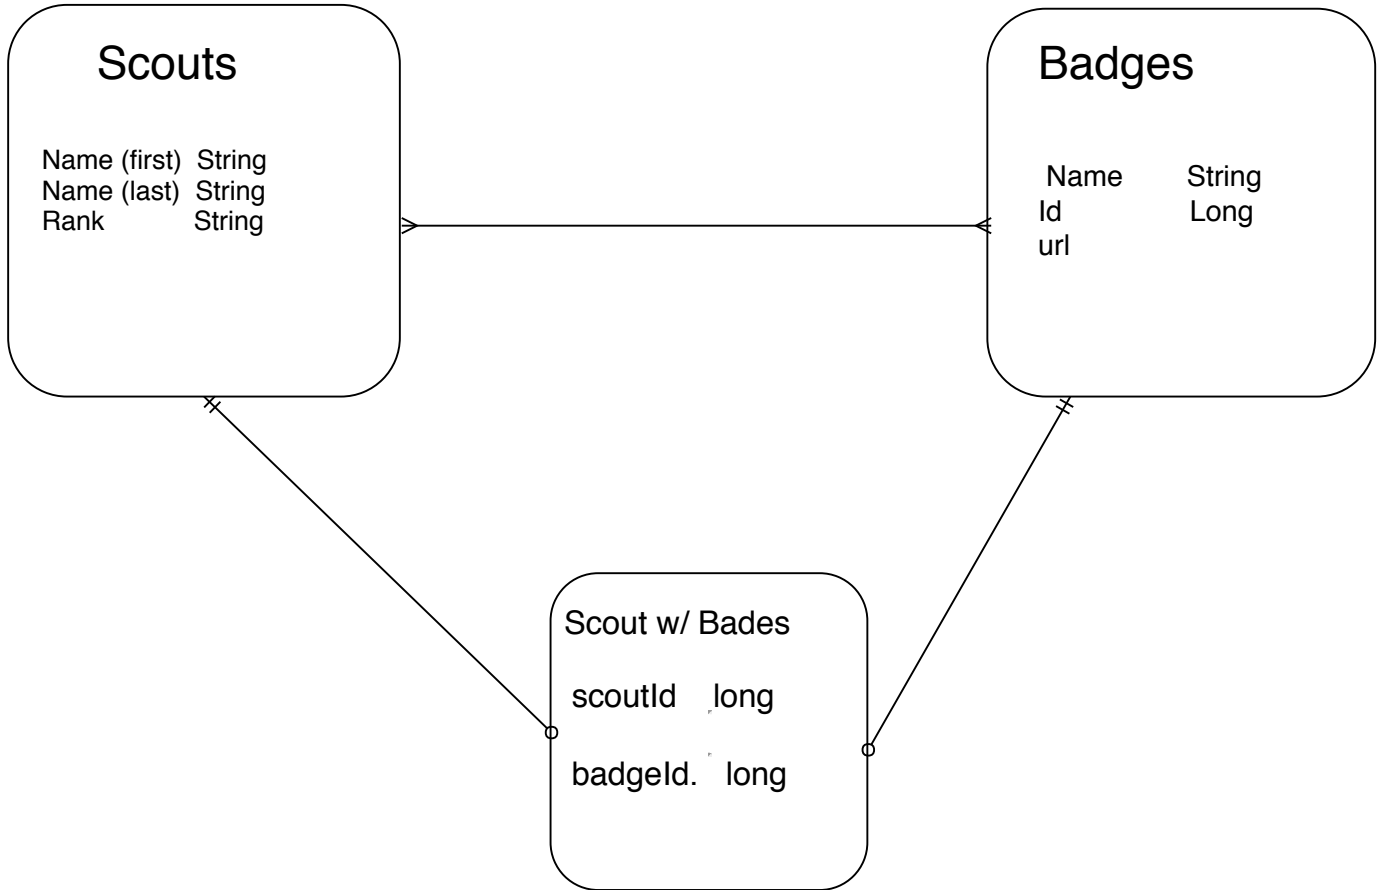 Scouts
Name (first) String
Name (last) String
Rank String
Badges
Name String
Id Long
url
Scout w/ Bades
scoutId long
badgeId. long